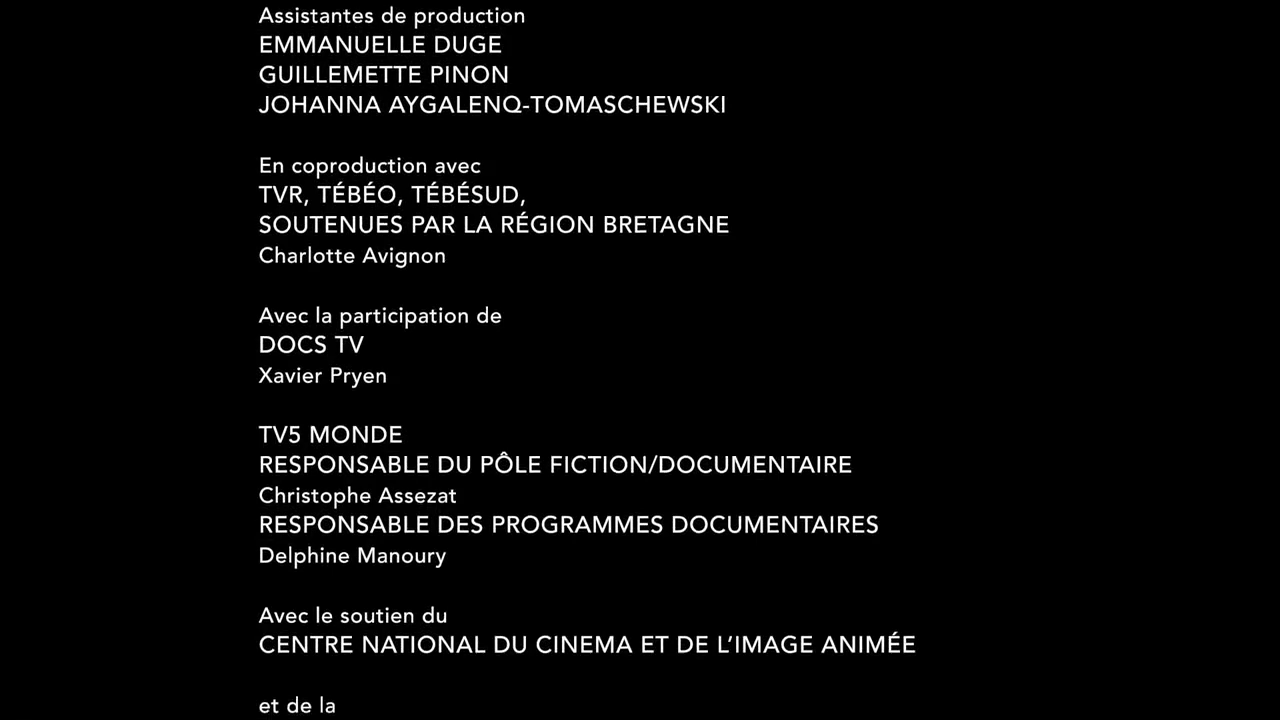 Assistantes de production
EMMANUELLE DUGE
GUILLEMETTE PINON
JOHANNA AYGALENQ-TOMASCHEWSKI
En coproduction avec
TVR, TÉBÉO, TÉBÉSUD,
SOUTENUES PAR LA RÉGION BRETAGNE
Charlotte Avignon
Avec la participation de
DOCS TV
Xavier Pryen
TV5 MONDE
RESPONSABLE DU PÔLE FICTION/DOCUMENTAIRE
Christophe Assezat
RESPONSABLE DES PROGRAMMES DOCUMENTAIRES
Delphine Manoury
Avec le soutien du
CENTRE NATIONAL DU CINEMA ET DE L’IMAGE ANIMÉE
et de la